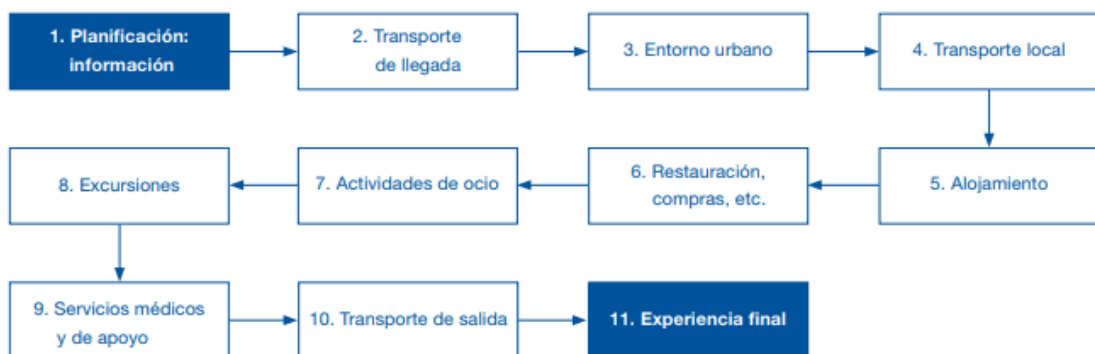 1. Planificación:
información
2. Transporte
de llegada
3. Entorno urbano
4. Transporte local
5. Alojamiento
6. Restauración,
compras, etc.
7. Actividades de ocio
8. Excursiones
9. Servicios médicos
y de apoyo
10. Transporte de salida
11. Experiencia final